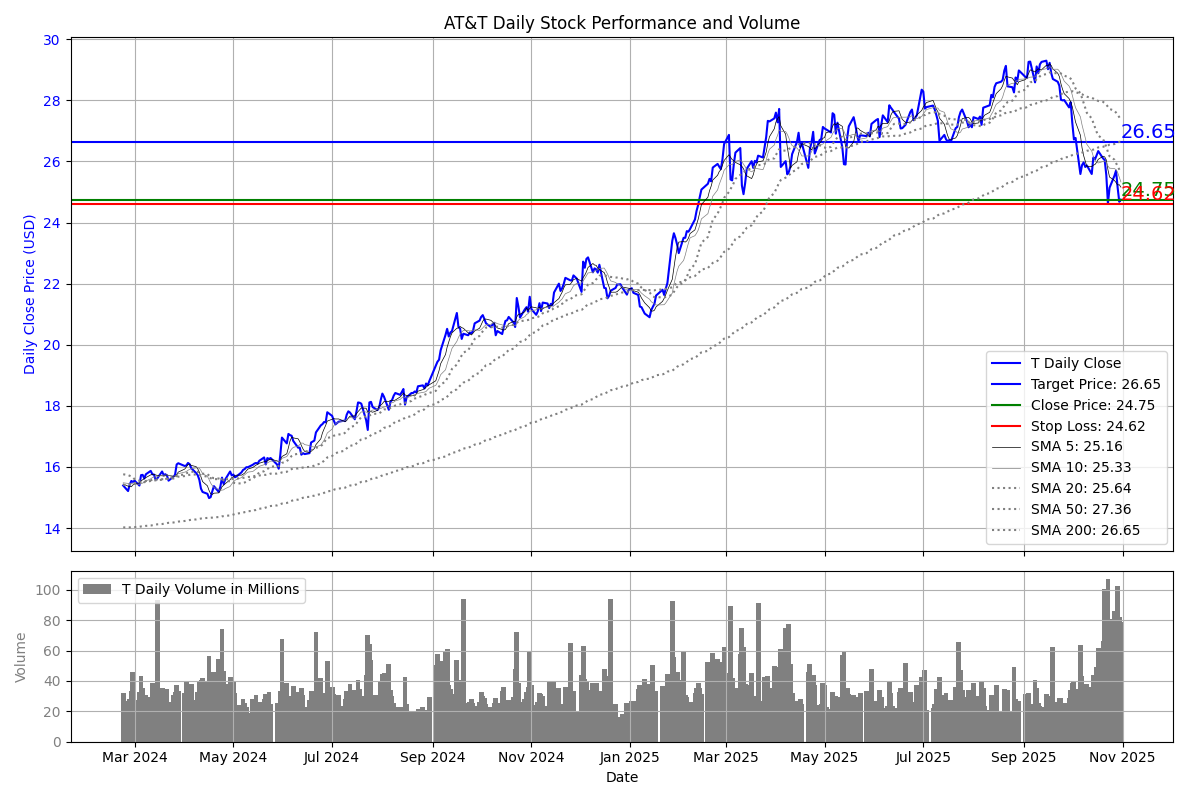 AT&T Daily Stock Performance and Volume
Daily Close Price (USD)
30
28
26
24
22
20
18
16
14
26.65
24.75
24.62
T Daily Close
Target Price: 26.65
Close Price: 24.75
Stop Loss: 24.62
SMA 5: 25.16
SMA 10: 25.33
SMA 20: 25.64
SMA 50: 27.36
SMA 200: 26.65
Volume
100
80
60
40
20
0
T Daily Volume in Millions
Mar 2024 May 2024 Jul 2024 Sep 2024 Nov 2024 Jan 2025 Mar 2025 May 2025 Jul 2025 Sep 2025 Nov 2025
Date